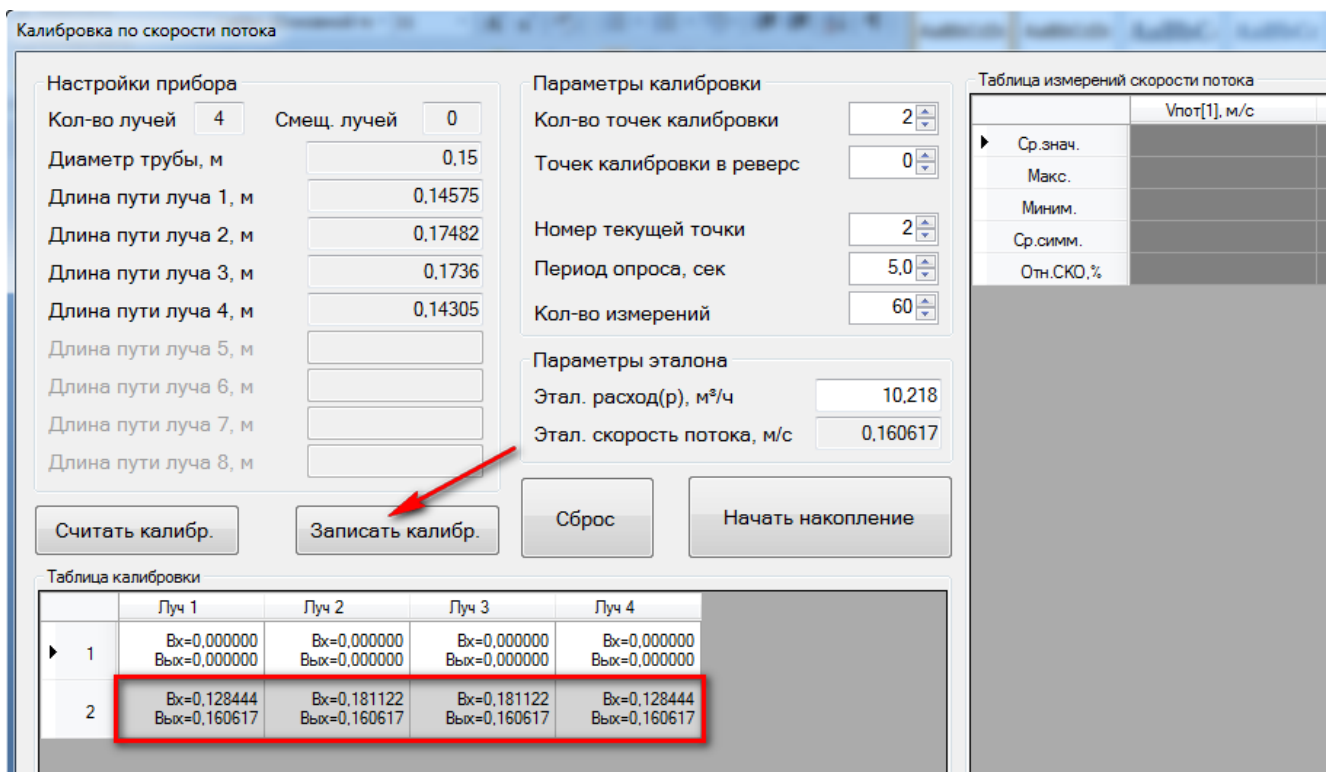 Калибровка по скорости потока
Настройки прибора
Кол-во лучей 4 Смещ. лучей 0
Диаметр трубы, м 0,15
Длина пути луча 1, м 0,14575
Длина пути луча 2, м 0,17482
Длина пути луча 3, м 0,1736
Длина пути луча 4, м 0,14305
Длина пути луча 5, м
Длина пути луча 6, м
Длина пути луча 7, м
Длина пути луча 8, м
Считать калибр. Записать калибр.
Параметры калибровки
Кол-во точек калибровки 2
Точек калибровки в реверс 0
Номер текущей точки 2
Период опроса, сек 5,0
Кол-во измерений 60
Параметры эталона
Этал. расход(р), м³/ч 10,218
Этал. скорость потока, м/с 0,160617
Сброс Начать накопление
Таблица измерений скорости потока
Vпот[1], м/с
Ср.знач.
Макс.
Миним.
Ср.симм.
Отн.СКО,%
Таблица калибровки
Луч 1 Луч 2 Луч 3 Луч 4
1 Вх=0,000000 Вх=0,000000 Вх=0,000000 Вх=0,000000
Вых=0,000000 Вых=0,000000 Вых=0,000000 Вых=0,000000
2 Вх=0,128444 Вх=0,181122 Вх=0,181122 Вх=0,128444
Вых=0,160617 Вых=0,160617 Вых=0,160617 Вых=0,160617